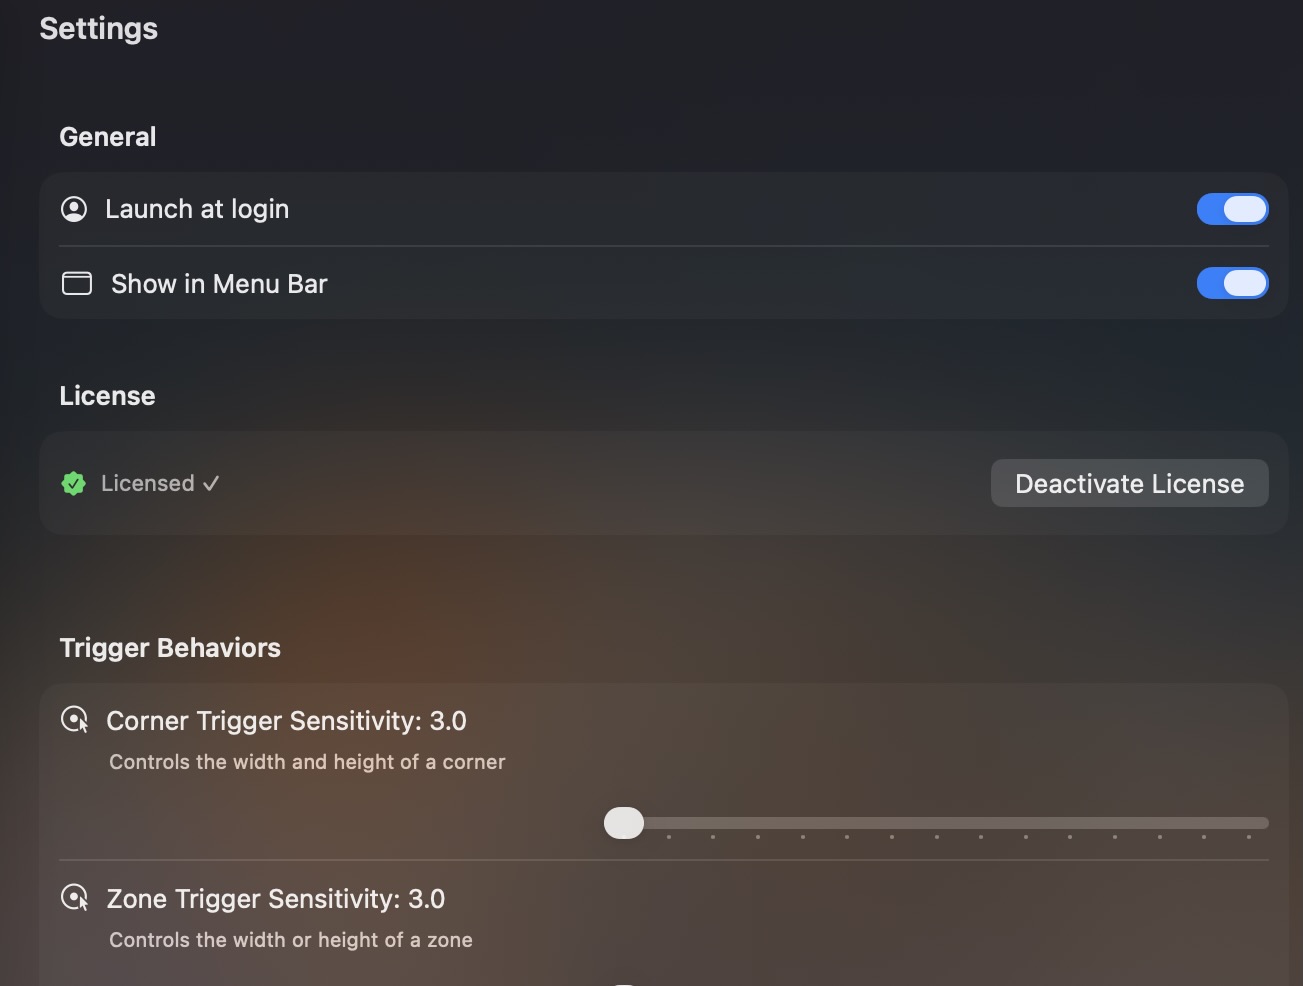 Settings
General
Launch at login
Show in Menu Bar
License
Licensed ✓
Deactivate License
Trigger Behaviors
Corner Trigger Sensitivity: 3.0
Controls the width and height of a corner
Zone Trigger Sensitivity: 3.0
Controls the width or height of a zone